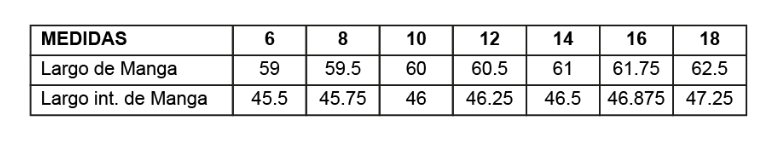 MEDIDAS 6 8 10 12 14 16 18
Largo de Manga 59 59.5 60 60.5 61 61.75 62.5
Largo int. de Manga 45.5 45.75 46 46.25 46.5 46.875 47.25